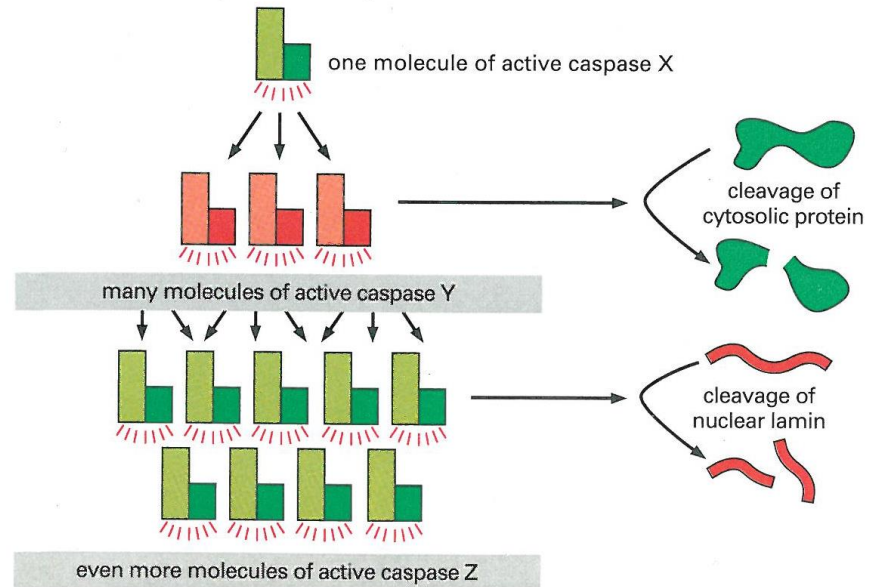 one molecule of active caspase X
cleavage of
cytosolic protein
many molecules of active caspase Y
cleavage of
nuclear lamin
even more molecules of active caspase Z